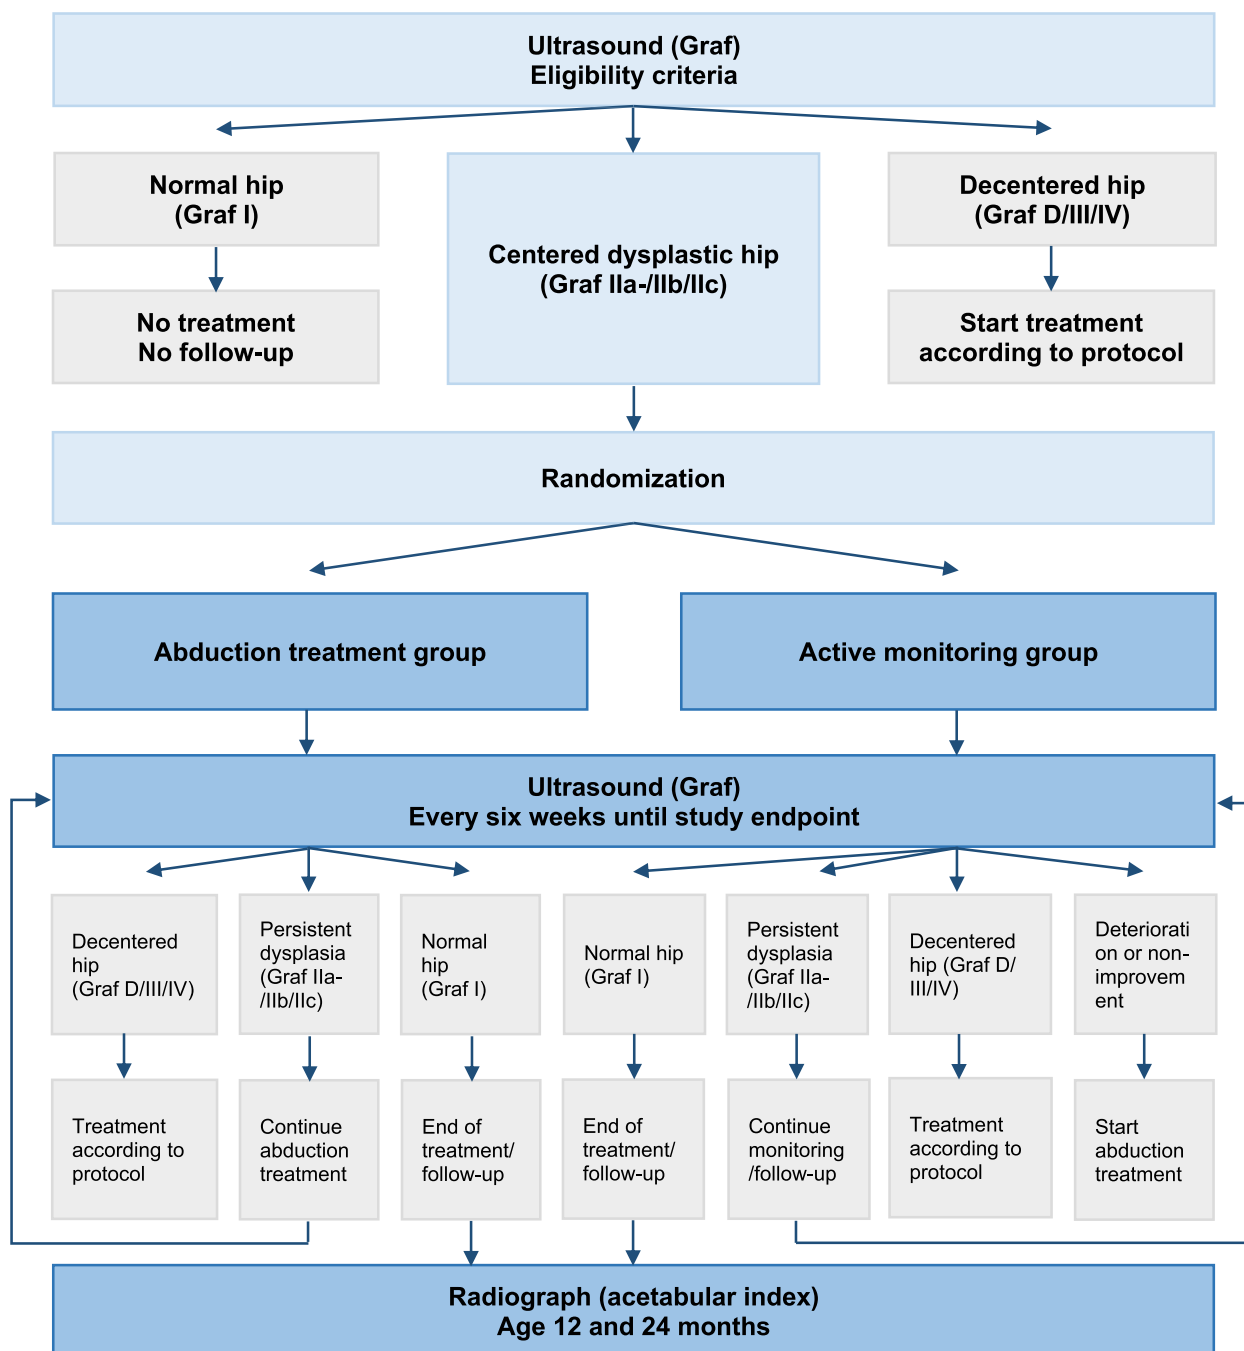 Ultrasound (Graf)
Eligibility criteria
Normal hip
(Graf I)
Centered dysplastic hip
(Graf IIa-/IIb/IIc)
Decentered hip
(Graf D/III/IV)
No treatment
No follow-up
Start treatment
according to protocol
Randomization
Abduction treatment group
Active monitoring group
Ultrasound (Graf)
Every six weeks until study endpoint
Decentered
hip
(Graf D/III/IV)
Persistent
dysplasia
(Graf IIa-
/IIb/IIc)
Normal
hip
(Graf I)
Normal hip
(Graf I)
Persistent
dysplasia
(Graf IIa-
/IIb/IIc)
Decentered
hip (Graf D/
III/IV)
Deteriorati
on or non-
improvem
ent
Treatment
according to
protocol
Continue
abduction
treatment
End of
treatment/
follow-up
End of
treatment/
follow-up
Continue
monitoring
/follow-up
Treatment
according to
protocol
Start
abduction
treatment
Radiograph (acetabular index)
Age 12 and 24 months